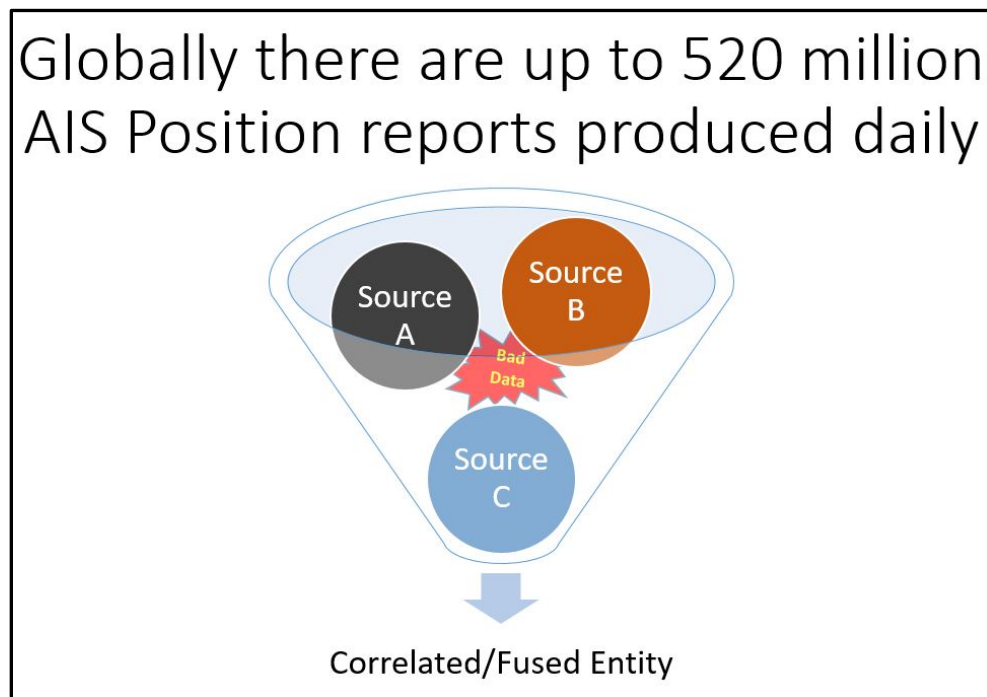 Globally there are up to 520 million
AIS Position reports produced daily
Source
A
Source
B
Bad
Data
Source
C
Correlated/Fused Entity